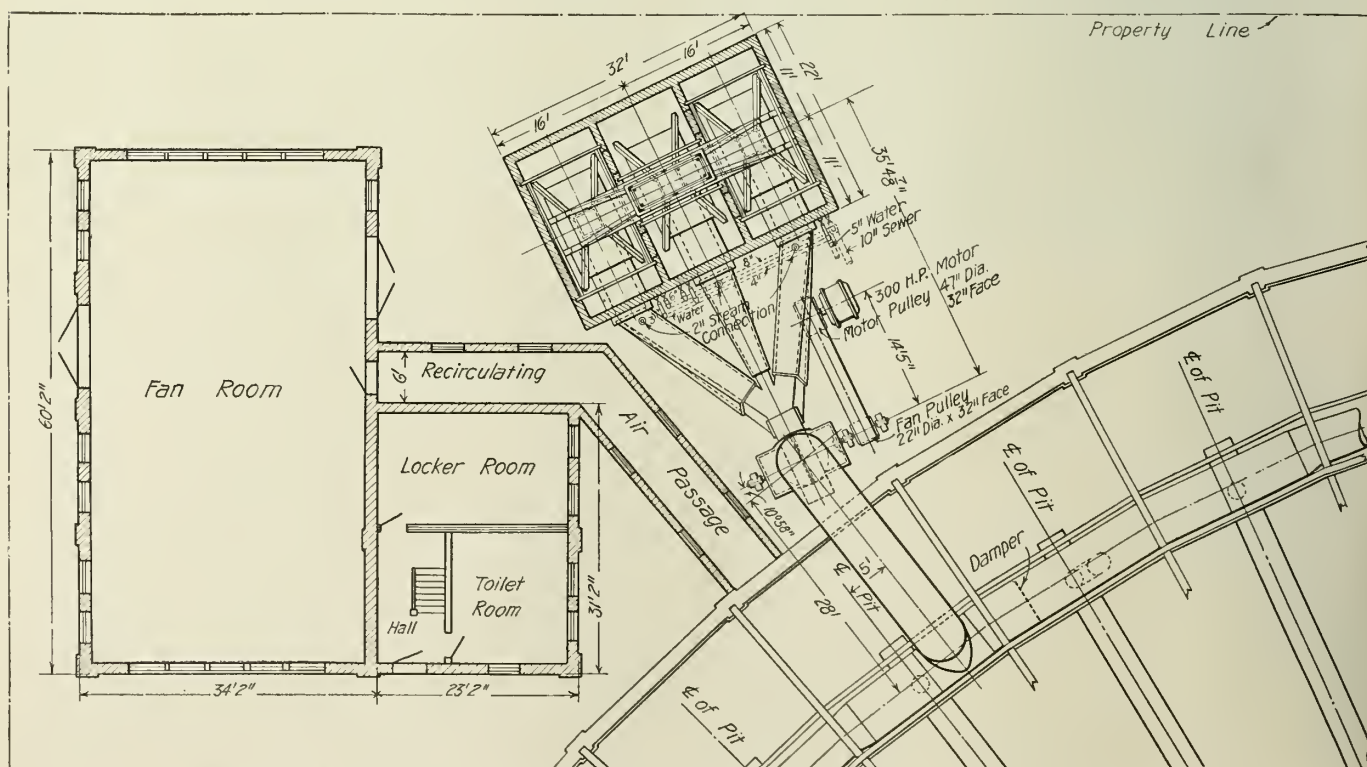 Property Line
32'
16'
16'
22'
11'
11'
35' 4 7/8"
5" Water
10" Sewer
8"
4"
Water
2" Steam
Connection
300 H.P. Motor
Motor Pulley 47" Dia.
32" Face
14'5"
Fan Pulley
22" Dia. x 32" Face
60'2"
Fan Room
6'
Recirculating
Air
Passage
Locker Room
Toilet
Room
Hall
31'2"
34'2"
23'2"
10°58"
5'
28'
℄ Pit
Damper
℄ of Pit
℄ of Pit
℄ of Pit